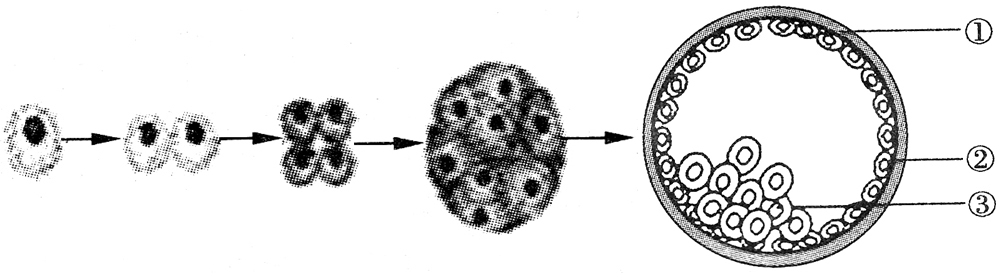 ①
②
③